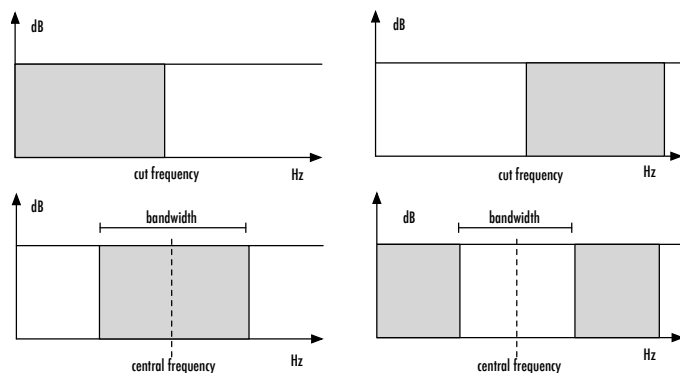 dB
cut frequency
Hz
dB
cut frequency
Hz
dB
bandwidth
central frequency
Hz
dB
bandwidth
central frequency
Hz